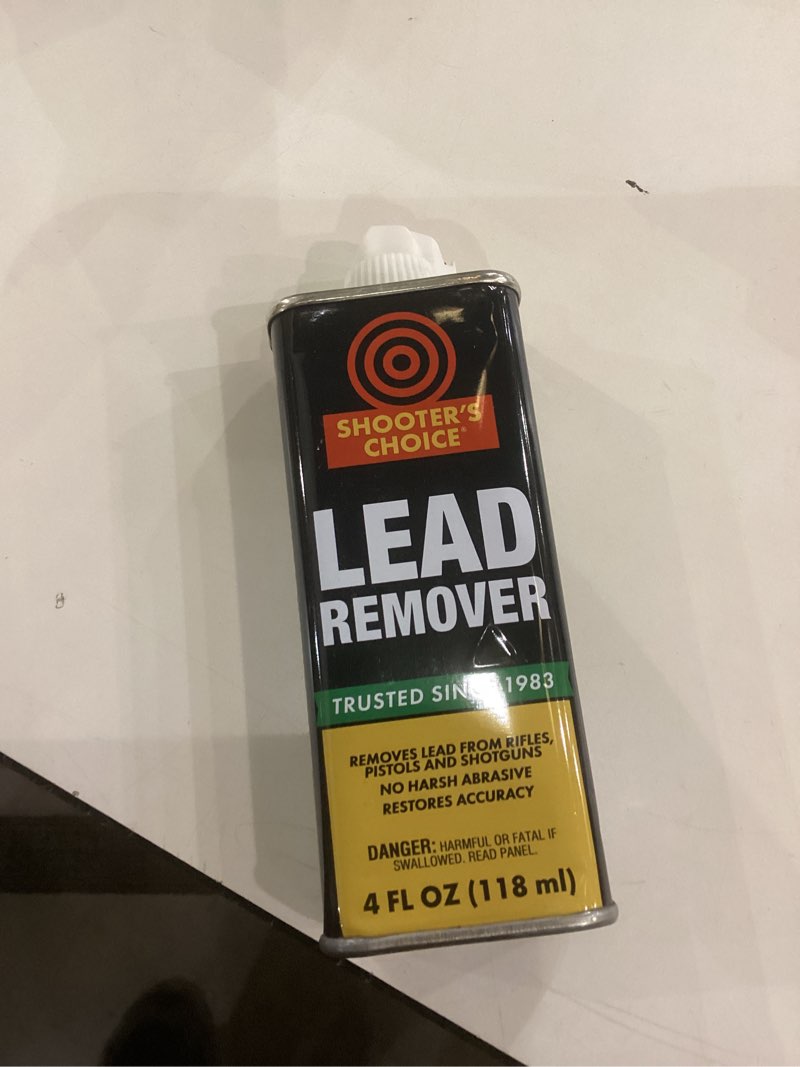 SHOOTER'S
CHOICE®
LEAD
REMOVER
TRUSTED SINCE 1983
REMOVES LEAD FROM RIFLES,
PISTOLS AND SHOTGUNS
NO HARSH ABRASIVE
RESTORES ACCURACY
DANGER: HARMFUL OR FATAL IF
SWALLOWED. READ PANEL.
4 FL OZ (118 ml)